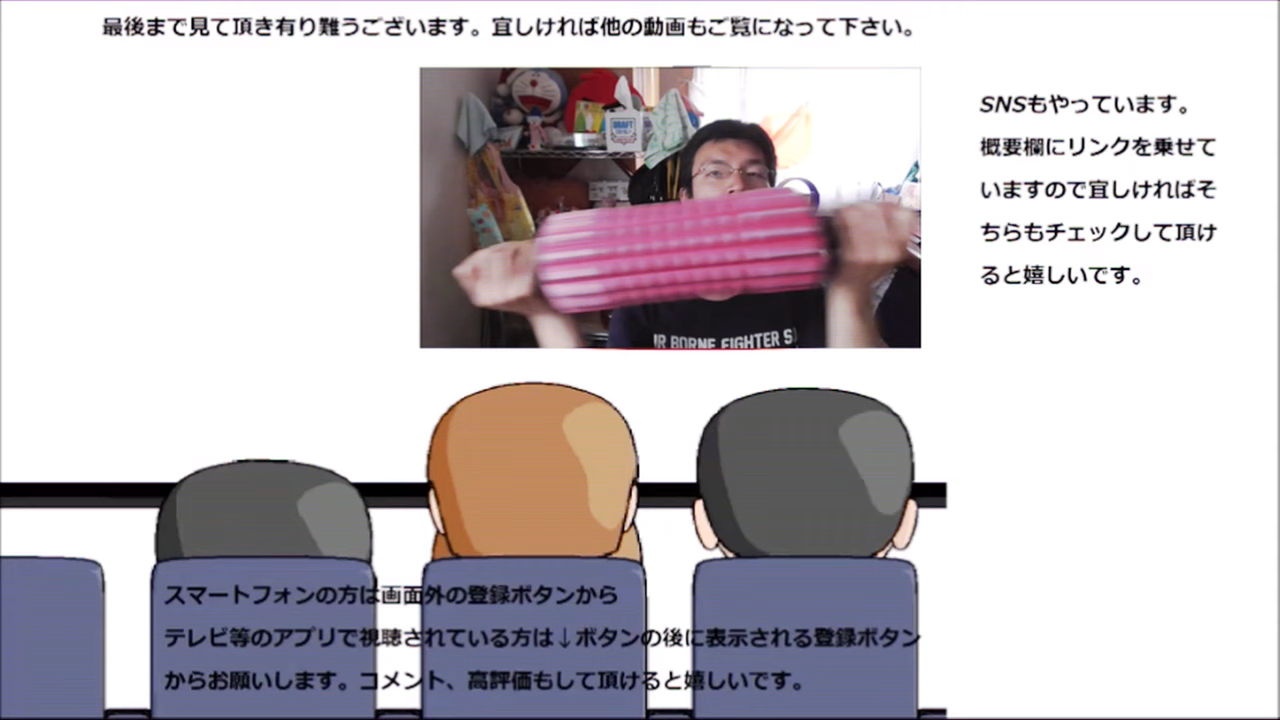 最後まで見て頂き有り難うございます。宜しければ他の動画もご覧になって下さい。
SNSもやっています。
概要欄にリンクを乗せて
いますので宜しければそ
ちらもチェックして頂け
ると嬉しいです。
DRAFT
BORNE FIGHTER
スマートフォンの方は画面外の登録ボタンから
テレビ等のアプリで視聴されている方は↓ボタンの後に表示される登録ボタン
からお願いします。コメント、高評価もして頂けると嬉しいです。